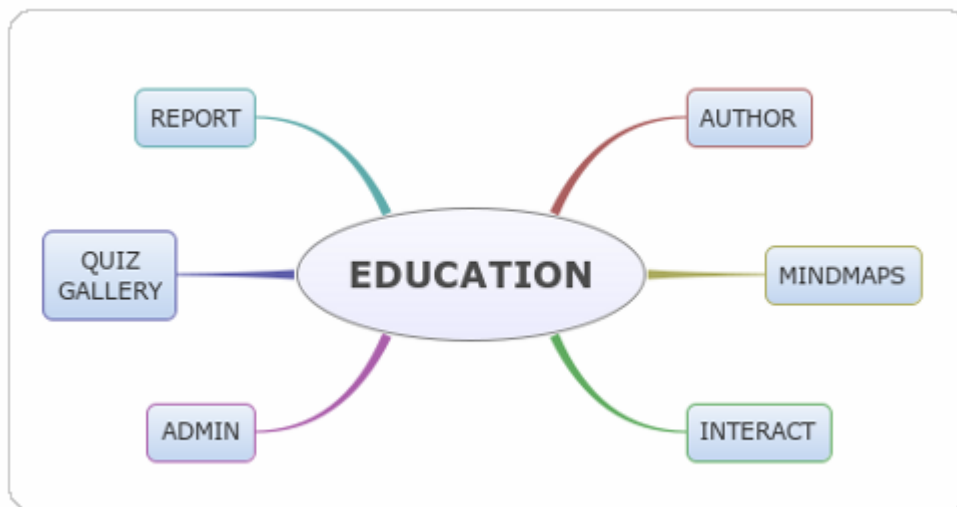 REPORT
AUTHOR
QUIZ
GALLERY
EDUCATION
MINDMAPS
ADMIN
INTERACT